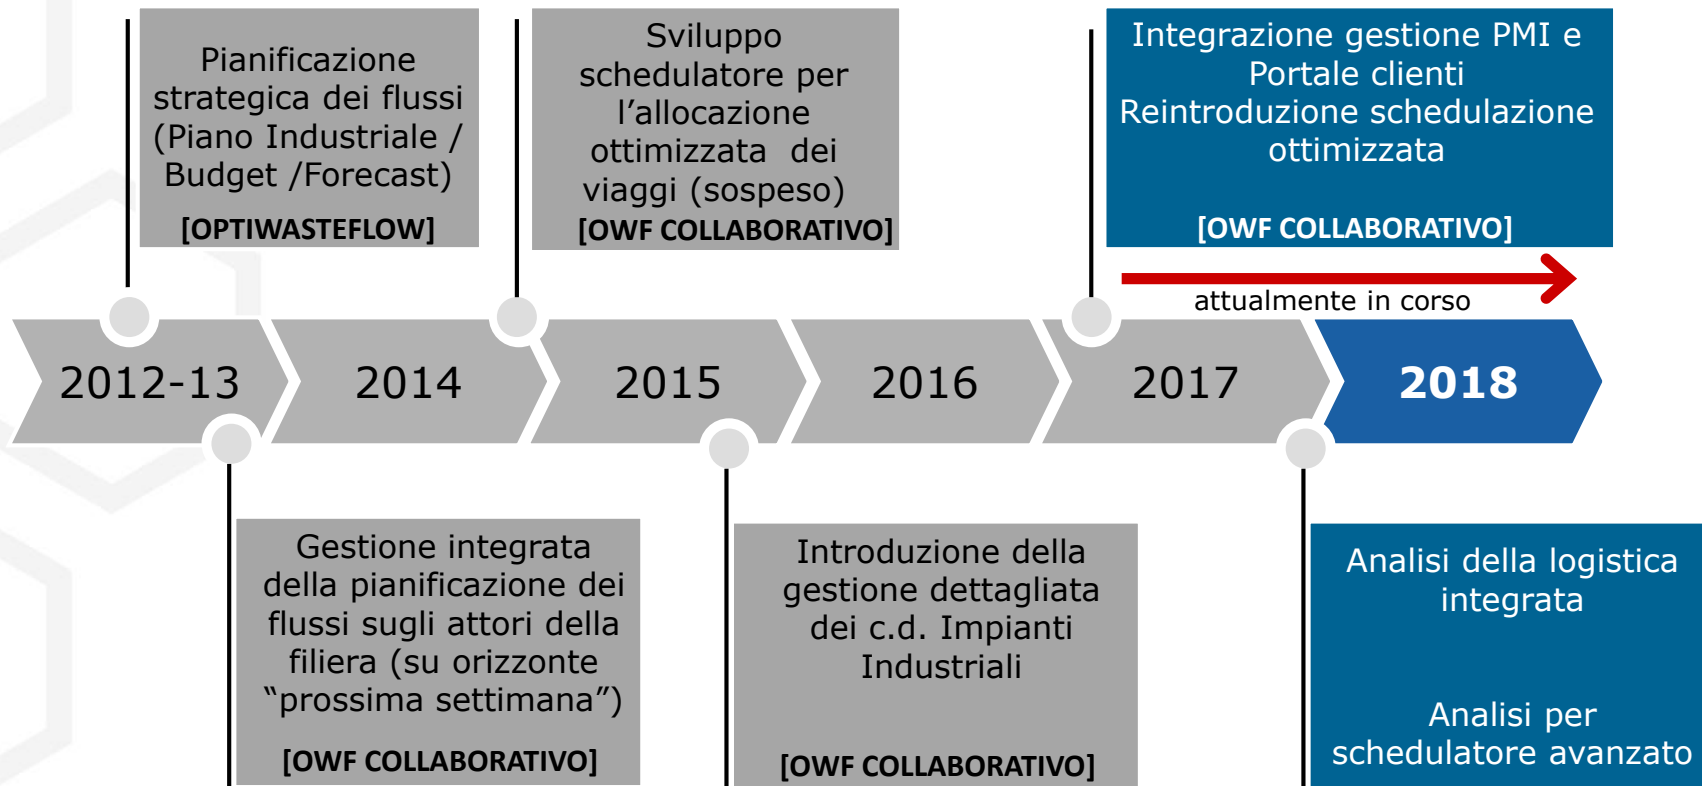 Pianificazione
strategica dei flussi
(Piano Industriale /
Budget /Forecast)
[OPTIWASTEFLOW]
Sviluppo
schedulatore per
l’allocazione
ottimizzata  dei
viaggi (sospeso)
[OWF COLLABORATIVO]
Integrazione gestione PMI e
Portale clienti
Reintroduzione schedulazione
ottimizzata
[OWF COLLABORATIVO]
attualmente in corso
2012-13
2014
2015
2016
2017
2018
Gestione integrata
della pianificazione dei
flussi sugli attori della
filiera (su orizzonte
“prossima settimana”)
[OWF COLLABORATIVO]
Introduzione della
gestione dettagliata
dei c.d. Impianti
Industriali
[OWF COLLABORATIVO]
Analisi della logistica
integrata
Analisi per
schedulatore avanzato